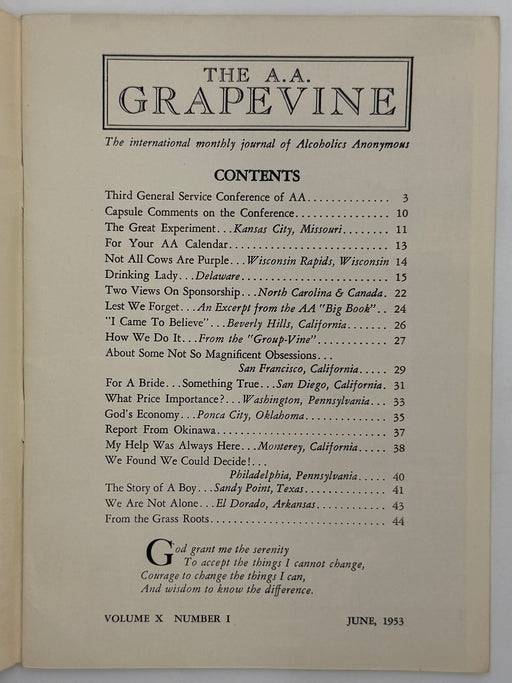 THE A.A.
GRAPEVINE
The international monthly journal of Alcoholics Anonymous
CONTENTS
Third General Service Conference of AA.............. 3
Capsule Comments on the Conference................ 10
The Great Experiment...Kansas City, Missouri........ 11
For Your AA Calendar............................ 13
Not All Cows Are Purple...Wisconsin Rapids, Wisconsin 14
Drinking Lady...Delaware......................... 15
Two Views On Sponsorship...North Carolina & Canada. 22
Lest We Forget...An Excerpt from the AA "Big Book".. 24
"I Came To Believe"...Beverly Hills, California........ 26
How We Do It...From the "Group-Vine"............. 27
About Some Not So Magnificent Obsessions...
San Francisco, California..... 29
For A Bride...Something True...San Diego, California. 31
What Price Importance?...Washington, Pennsylvania... 33
God's Economy...Ponca City, Oklahoma.............. 35
Report From Okinawa............................. 37
My Help Was Always Here...Monterey, California..... 38
We Found We Could Decide!...
Philadelphia, Pennsylvania..... 40
The Story of A Boy...Sandy Point, Texas.............. 41
We Are Not Alone...El Dorado, Arkansas............ 43
From the Grass Roots.............................. 44
God grant me the serenity
To accept the things I cannot change,
Courage to change the things I can,
And wisdom to know the difference.
VOLUME X NUMBER I JUNE, 1953